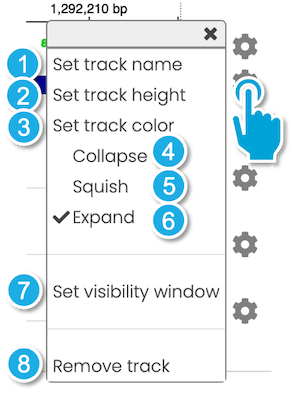 1,292,210 bp
1 Set track name
2 Set track height
3 Set track color
Collapse 4
Squish 5
Expand 6
7 Set visibility window
8 Remove track